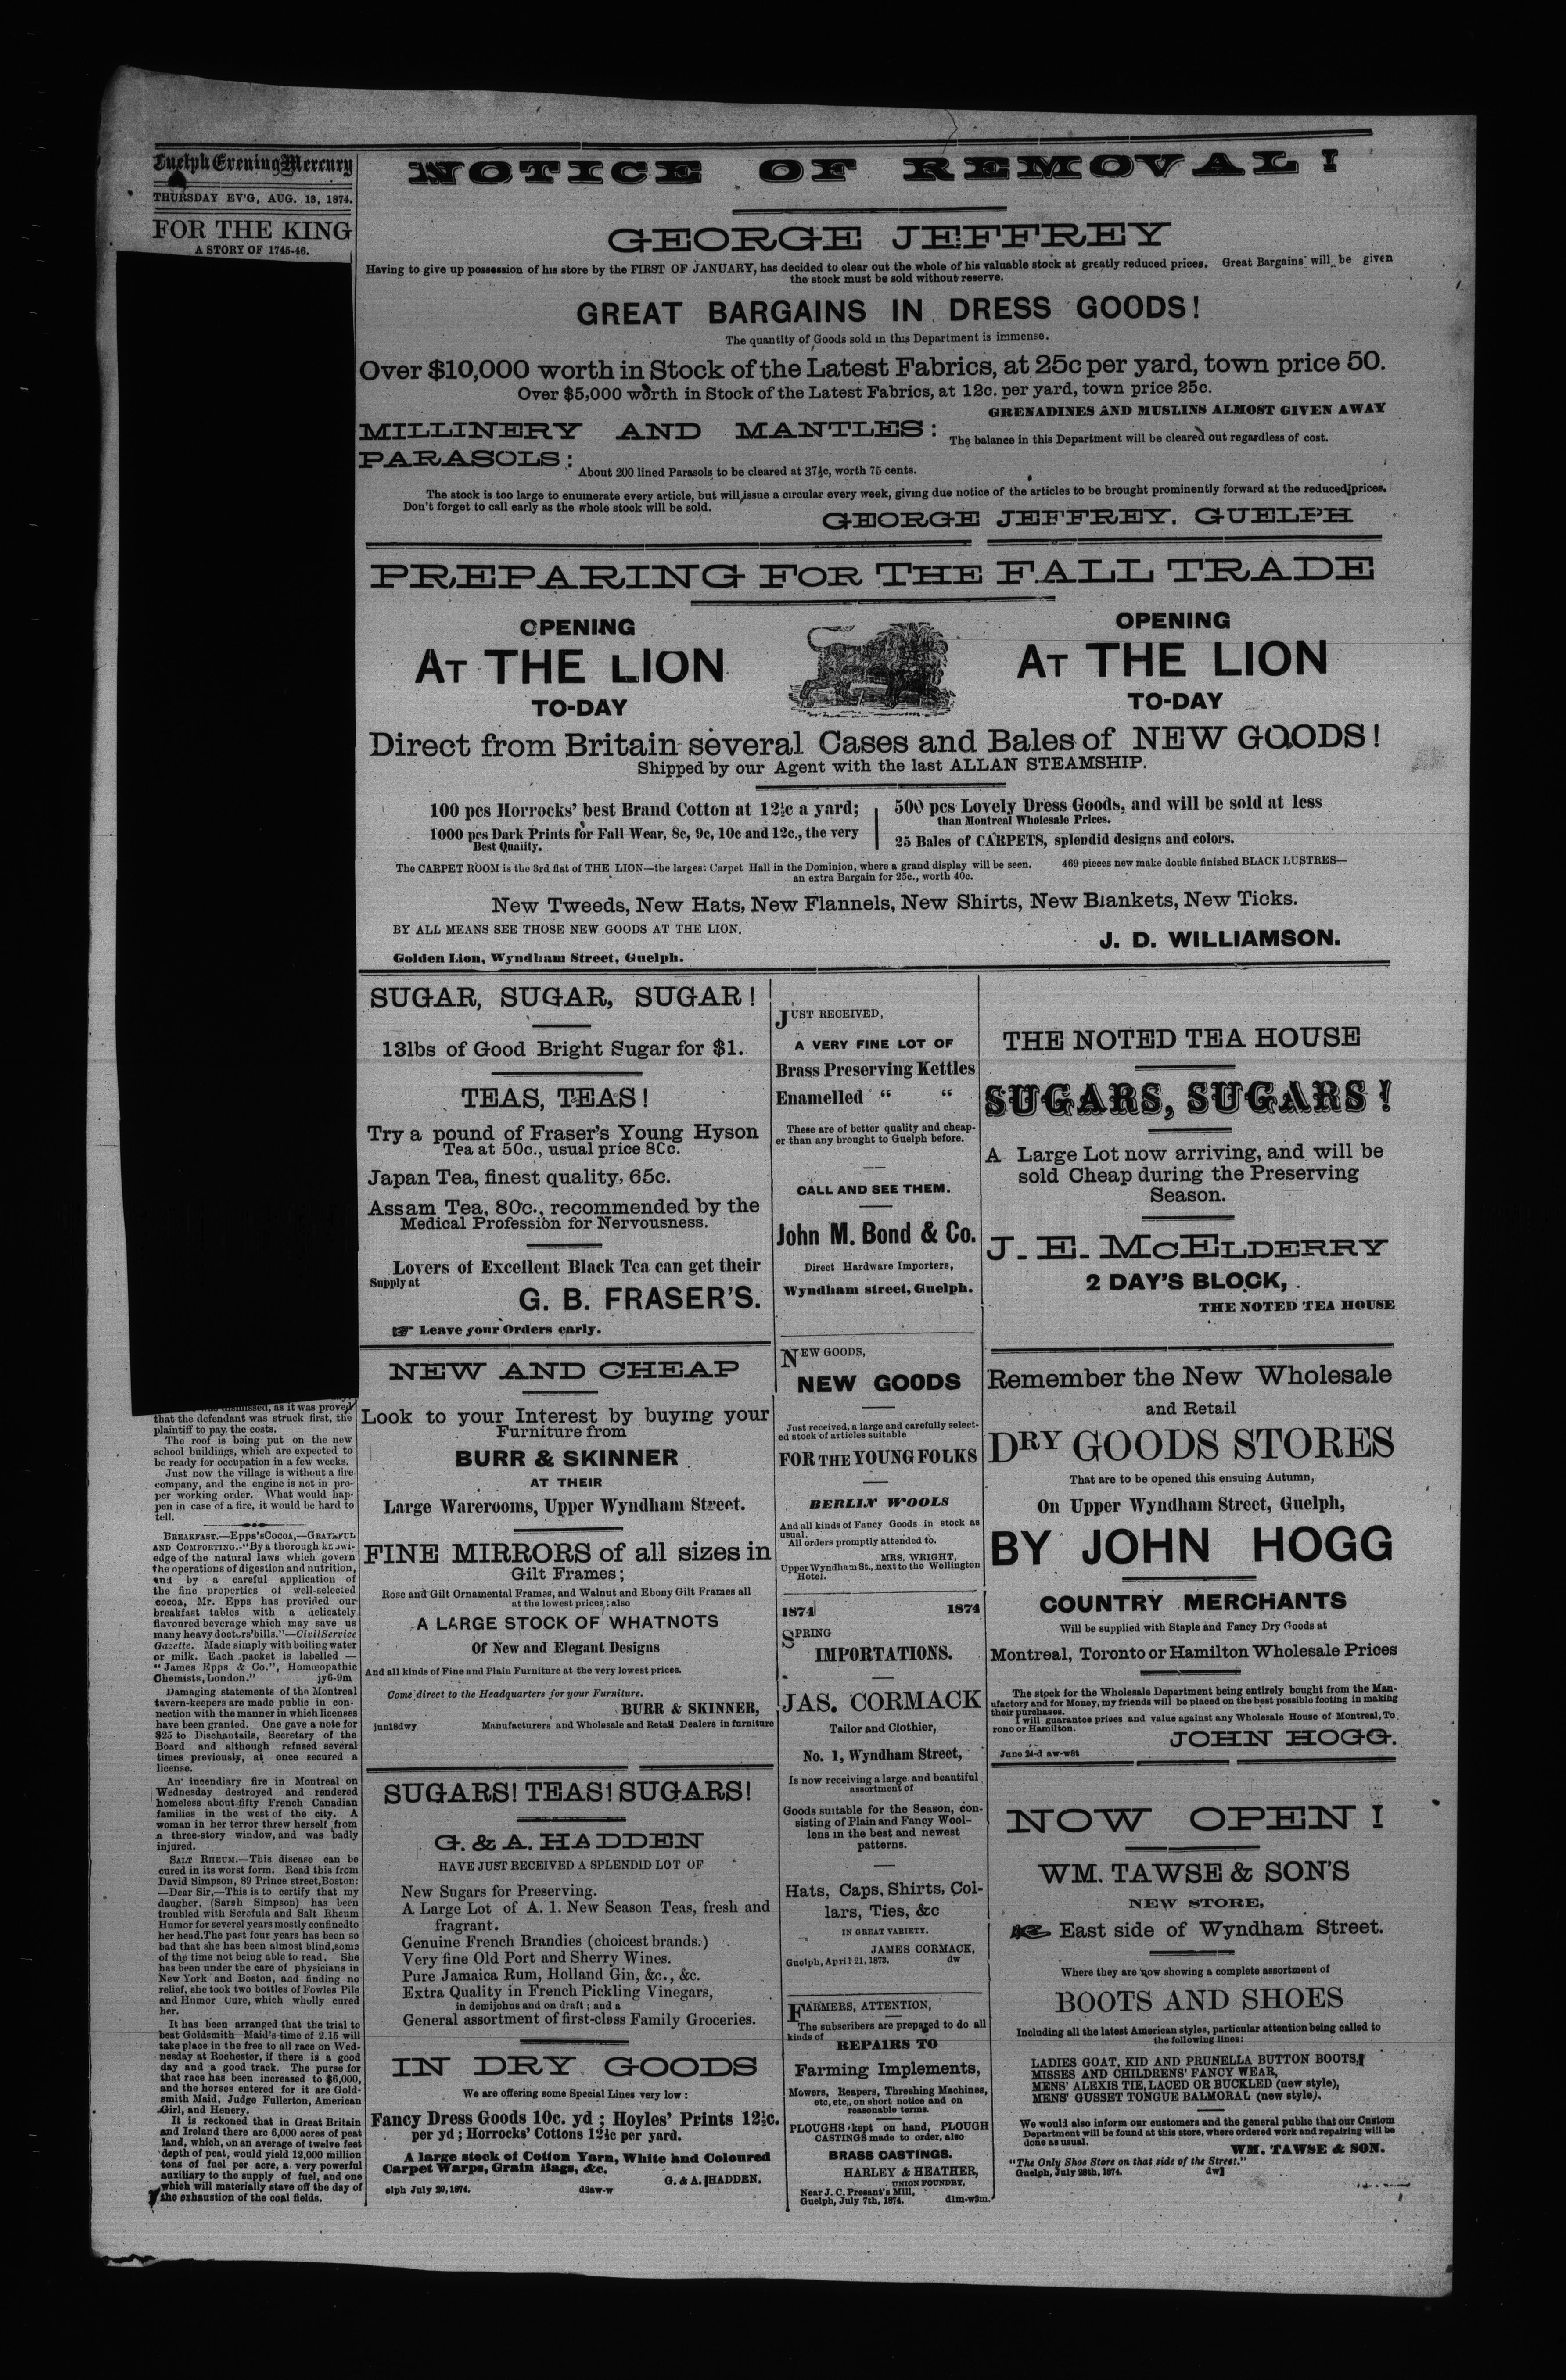 Guelph Evening Mercury
THURSDAY EV'G, AUG. 13, 1874.
FOR THE KING
A STORY OF 1745-46.
dismissed, as it was proved
that the defendant was struck first, the
plaintiff to pay the costs.
The roof is being put on the new
school buildings, which are expected to
be ready for occupation in a few weeks.
Just now the village is without a fire
company, and the engine is not in pro-
per working order. What would hap-
pen in case of a fire, it would be hard to
tell.
BREAKFAST.—Epps's Cocoa,—GRATEFUL
AND COMFORTING.—"By a thorough knowl-
edge of the natural laws which govern
the operations of digestion and nutrition,
and by a careful application of
the fine properties of well-selected
cocoa, Mr. Epps has provided our
breakfast tables with a delicately
flavoured beverage which may save us
many heavy doctors' bills."—Civil Service
Gazette. Made simply with boiling water
or milk. Each packet is labelled —
"James Epps & Co.", Homœopathic
Chemists, London." jy6-9m
Damaging statements of the Montreal
tavern-keepers are made public in con-
nection with the manner in which licenses
have been granted. One gave a note for
$25 to Dischautails, Secretary of the
Board and although refused several
times previously, at once secured a
license.
An incendiary fire in Montreal on
Wednesday destroyed and rendered
homeless about fifty French Canadian
families in the west of the city. A
woman in her terror threw herself from
a three-story window, and was badly
injured.
SALT RHEUM.—This disease can be
cured in its worst form. Read this from
David Simpson, 89 Prince street, Boston:
—Dear Sir,—This is to certify that my
daugher, (Sarah Simpson) has been
troubled with Scrofula and Salt Rheum
Humor for severel years mostly confined to
her head. The past four years has been so
bad that she has been almost blind, some
of the time not being able to read. She
has been under the care of physicians in
New York and Boston, and finding no
relief, she took two bottles of Fowles Pile
and Humor Cure, which wholly cured
her.
It has been arranged that the trial to
beat Goldsmith Maid's time of 2.15 will
take place in the free to all race on Wed-
nesday at Rochester, if there is a good
day and a good track. The purse for
that race has been increased to $6,000,
and the horses entered for it are Gold-
smith Maid, Judge Fullerton, American
Girl, and Henery.
It is reckoned that in Great Britain
and Ireland there are 6,000 acres of peat
land, which, on an average of twelve feet
depth of peat, would yield 12,000 million
tons of fuel per acre, a very powerful
auxiliary to the supply of fuel, and one
which will materially stave off the day of
the exhaustion of the coal fields.
NOTICE OF REMOVAL!
GEORGE JEFFREY
Having to give up possession of his store by the FIRST OF JANUARY, has decided to clear out the whole of his valuable stock at greatly reduced prices. Great Bargains will be given
the stock must be sold without reserve.
GREAT BARGAINS IN DRESS GOODS!
The quantity of Goods sold in this Department is immense.
Over $10,000 worth in Stock of the Latest Fabrics, at 25c per yard, town price 50.
Over $5,000 worth in Stock of the Latest Fabrics, at 12c. per yard, town price 25c.
GRENADINES AND MUSLINS ALMOST GIVEN AWAY
MILLINERY AND MANTLES: The balance in this Department will be cleared out regardless of cost.
PARASOLS: About 200 lined Parasols to be cleared at 37½c, worth 75 cents.
The stock is too large to enumerate every article, but will issue a circular every week, giving due notice of the articles to be brought prominently forward at the reduced prices.
Don't forget to call early as the whole stock will be sold.
GEORGE JEFFREY. GUELPH
PREPARING FOR THE FALL TRADE
OPENING
AT THE LION
TO-DAY
OPENING
AT THE LION
TO-DAY
Direct from Britain several Cases and Bales of NEW GOODS!
Shipped by our Agent with the last ALLAN STEAMSHIP.
100 pcs Horrocks' best Brand Cotton at 12½c a yard;
1000 pcs Dark Prints for Fall Wear, 8c, 9c, 10c and 12c., the very
Best Quality.
500 pcs Lovely Dress Goods, and will be sold at less
than Montreal Wholesale Prices.
25 Bales of CARPETS, splendid designs and colors.
The CARPET ROOM is the 3rd flat of THE LION—the largest Carpet Hall in the Dominion, where a grand display will be seen. 469 pieces new make double finished BLACK LUSTRES—
an extra Bargain for 25c., worth 40c.
New Tweeds, New Hats, New Flannels, New Shirts, New Blankets, New Ticks.
BY ALL MEANS SEE THOSE NEW GOODS AT THE LION.
J. D. WILLIAMSON.
Golden Lion, Wyndham Street, Guelph.
SUGAR, SUGAR, SUGAR!
13lbs of Good Bright Sugar for $1.
TEAS, TEAS!
Try a pound of Fraser's Young Hyson
Tea at 50c., usual price 80c.
Japan Tea, finest quality, 65c.
Assam Tea, 80c., recommended by the
Medical Profession for Nervousness.
Lovers of Excellent Black Tea can get their
Supply at
G. B. FRASER'S.
☞ Leave your Orders early.
NEW AND CHEAP
Look to your Interest by buying your
Furniture from
BURR & SKINNER
AT THEIR
Large Warerooms, Upper Wyndham Street.
FINE MIRRORS of all sizes in
Gilt Frames;
Rose and Gilt Ornamental Frames, and Walnut and Ebony Gilt Frames all
at the lowest prices; also
A LARGE STOCK OF WHATNOTS
Of New and Elegant Designs
And all kinds of Fine and Plain Furniture at the very lowest prices.
Come direct to the Headquarters for your Furniture.
BURR & SKINNER,
jun18dwy Manufacturers and Wholesale and Retail Dealers in furniture
SUGARS! TEAS! SUGARS!
G. & A. HADDEN
HAVE JUST RECEIVED A SPLENDID LOT OF
New Sugars for Preserving.
A Large Lot of A. 1. New Season Teas, fresh and
fragrant.
Genuine French Brandies (choicest brands.)
Very fine Old Port and Sherry Wines.
Pure Jamaica Rum, Holland Gin, &c., &c.
Extra Quality in French Pickling Vinegars,
in demijohns and on draft; and a
General assortment of first-class Family Groceries.
IN DRY GOODS
We are offering some Special Lines very low:
Fancy Dress Goods 10c. yd; Hoyles' Prints 12½c.
per yd; Horrocks' Cottons 12½c per yard.
A large stock of Cotton Yarn, White and Coloured
Carpet Warps, Grain Bags, &c.
G. & A. HADDEN.
elph July 20, 1874. d2aw-w
JUST RECEIVED,
A VERY FINE LOT OF
Brass Preserving Kettles
Enamelled " "
These are of better quality and cheap-
er than any brought to Guelph before.
CALL AND SEE THEM.
John M. Bond & Co.
Direct Hardware Importers,
Wyndham street, Guelph.
NEW GOODS,
NEW GOODS
Just received, a large and carefully select-
ed stock of articles suitable
FOR THE YOUNG FOLKS
BERLIN WOOLS
And all kinds of Fancy Goods in stock as
usual.
All orders promptly attended to.
MRS. WRIGHT,
Upper Wyndham St., next to the Wellington
Hotel.
1874 1874
SPRING
IMPORTATIONS.
JAS. CORMACK
Tailor and Clothier,
No. 1, Wyndham Street,
Is now receiving a large and beautiful
assortment of
Goods suitable for the Season, con-
sisting of Plain and Fancy Wool-
lens in the best and newest
patterns.
Hats, Caps, Shirts, Col-
lars, Ties, &c
IN GREAT VARIETY.
JAMES CORMACK,
Guelph, April 21, 1873. dw
FARMERS, ATTENTION,
The subscribers are prepared to do all
kinds of
REPAIRS TO
Farming Implements,
Mowers, Reapers, Threshing Machines,
etc, etc., on short notice and on
reasonable terms.
PLOUGHS kept on hand, PLOUGH
CASTINGS made to order, also
BRASS CASTINGS.
HARLEY & HEATHER,
UNION FOUNDRY,
Near J. C. Presant's Mill,
Guelph, July 7th, 1874. d1m-w3m.
THE NOTED TEA HOUSE
SUGARS, SUGARS!
A Large Lot now arriving, and will be
sold Cheap during the Preserving
Season.
J. E. MCELDERRY
2 DAY'S BLOCK,
THE NOTED TEA HOUSE
Remember the New Wholesale
and Retail
DRY GOODS STORES
That are to be opened this ensuing Autumn,
On Upper Wyndham Street, Guelph,
BY JOHN HOGG
COUNTRY MERCHANTS
Will be supplied with Staple and Fancy Dry Goods at
Montreal, Toronto or Hamilton Wholesale Prices
The stock for the Wholesale Department being entirely bought from the Man-
ufactory and for Money, my friends will be placed on the best possible footing in making
their purchases.
I will guarantee prices and value against any Wholesale House of Montreal, To
rono or Hamilton.
JOHN HOGG.
June 24-d aw-w8t
NOW OPEN!
WM. TAWSE & SON'S
NEW STORE,
East side of Wyndham Street.
Where they are now showing a complete assortment of
BOOTS AND SHOES
Including all the latest American styles, particular attention being called to
the following lines:
LADIES GOAT, KID AND PRUNELLA BUTTON BOOTS,
MISSES AND CHILDRENS' FANCY WEAR,
MENS' ALEXIS TIE, LACED OR BUCKLED (new style),
MENS' GUSSET TONGUE BALMORAL (new style).
We would also inform our customers and the general public that our Custom
Department will be found at this store, where ordered work and repairing will be
done as usual.
WM. TAWSE & SON.
"The Only Shoe Store on that side of the Street."
Guelph, July 28th, 1874. dw